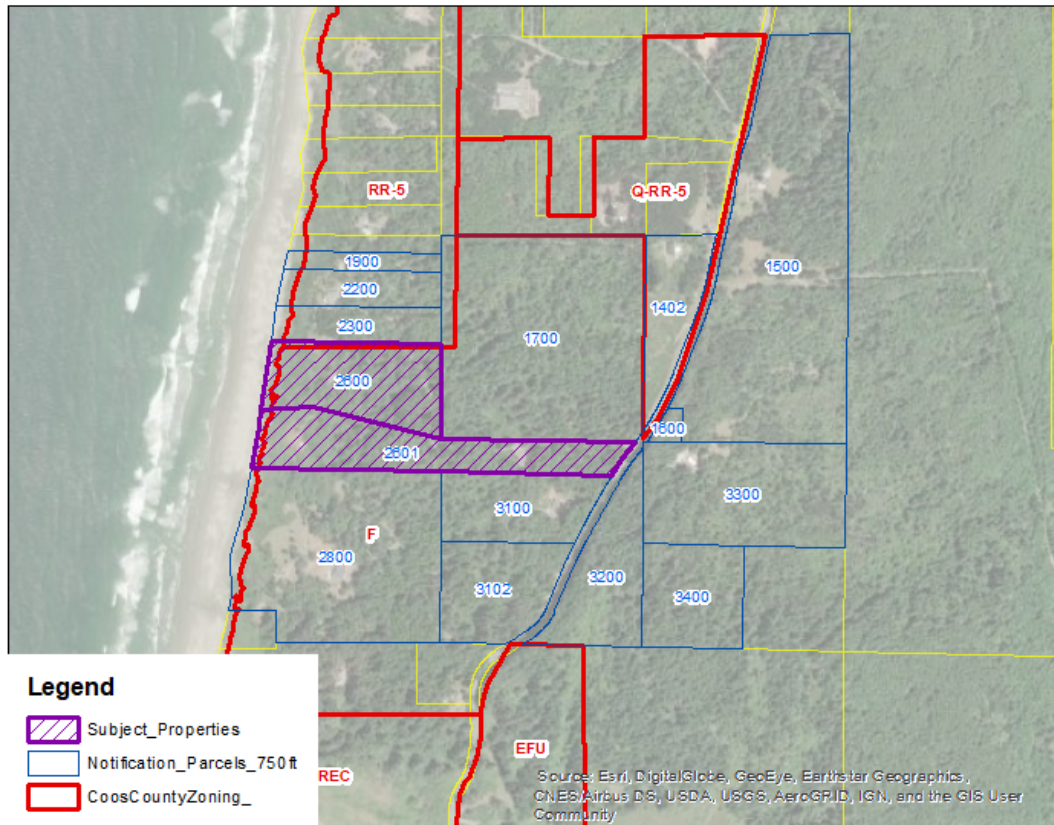 RR-5
Q-RR-5
1900
1500
2200
1402
2300
1700
2600
1600
2601
3300
3100
F
2800
3102
3200
3400
Legend
Subject_Properties
Notification_Parcels_750ft
CoosCountyZoning_
REC
EFU
Source: Esri, DigitalGlobe, GeoEye, Earthstar Geographics,
CNES/Airbus DS, USDA, USGS, AeroGRID, IGN, and the GIS User
Community